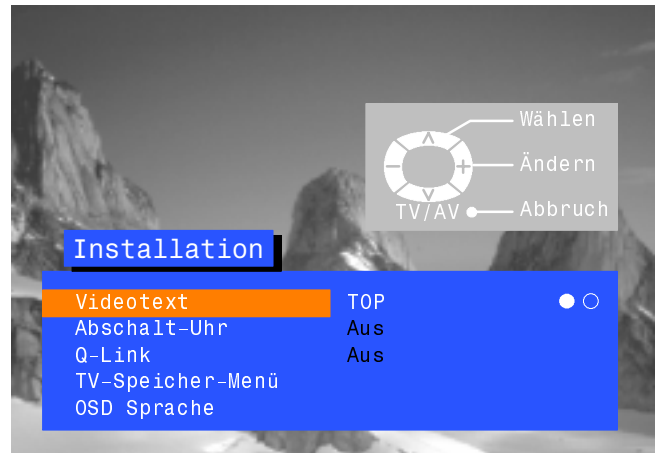 Wählen
Ändern
TV/AV Abbruch
Installation
Videotext TOP
Abschalt-Uhr Aus
Q-Link Aus
TV-Speicher-Menü
OSD Sprache